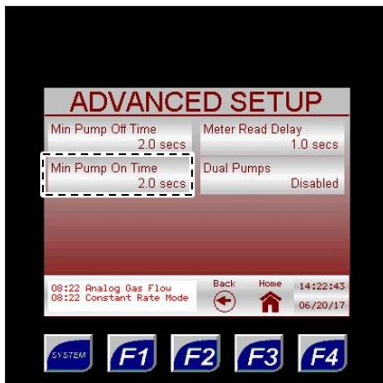 ADVANCED SETUP
Min Pump Off Time
2.0 secs
Meter Read Delay
1.0 secs
Min Pump On Time
2.0 secs
Dual Pumps
Disabled
08:22 Analog Gas Flow
08:22 Constant Rate Mode
Back
Home
14:22:43
06/20/17
SYSTEM
F1
F2
F3
F4